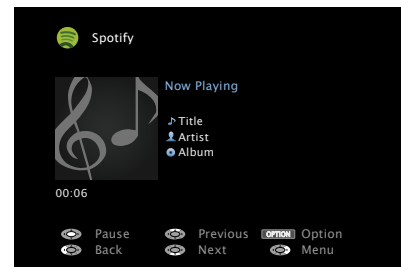 Spotify
Now Playing
Title
Artist
Album
00:06
Pause Previous OPTION Option
Back Next Menu